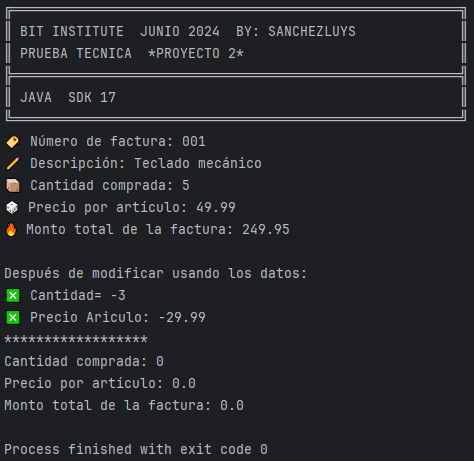 BIT INSTITUTE  JUNIO 2024  BY: SANCHEZLUYS
PRUEBA TECNICA  *PROYECTO 2*
JAVA  SDK 17
Número de factura: 001
Descripción: Teclado mecánico
Cantidad comprada: 5
Precio por artículo: 49.99
Monto total de la factura: 249.95
Después de modificar usando los datos:
Cantidad= -3
Precio Ariculo: -29.99
******************
Cantidad comprada: 0
Precio por artículo: 0.0
Monto total de la factura: 0.0
Process finished with exit code 0